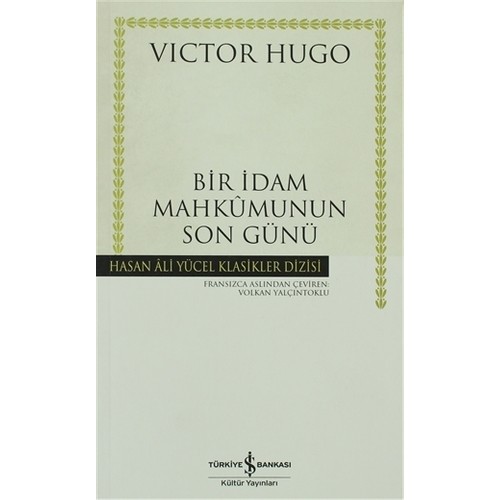 VICTOR HUGO
BİR İDAM
MAHKÛMUNUN
SON GÜNÜ
HASAN ÂLİ YÜCEL KLASİKLER DİZİSİ
FRANSIZCA ASLINDAN ÇEVİREN:
VOLKAN YALÇINTOKLU
TÜRKİYE İŞ BANKASI
Kültür Yayınları